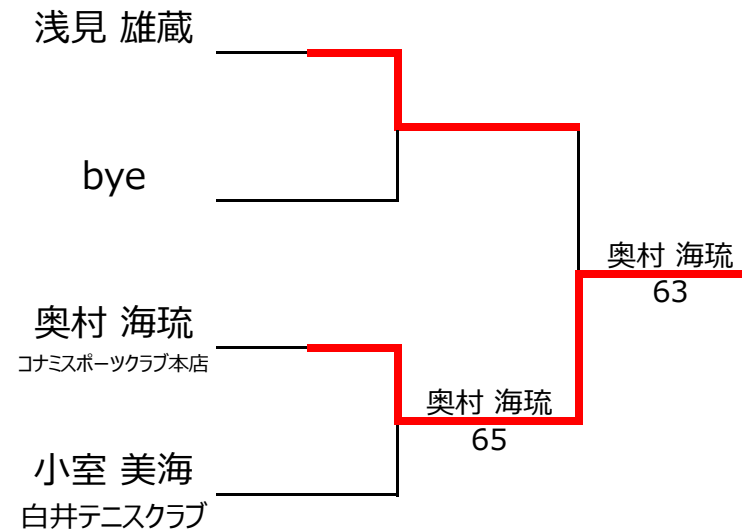 浅見 雄蔵
bye
奥村 海琉
63
奥村 海琉
コナミスポーツクラブ本店
奥村 海琉
65
小室 美海
白井テニスクラブ